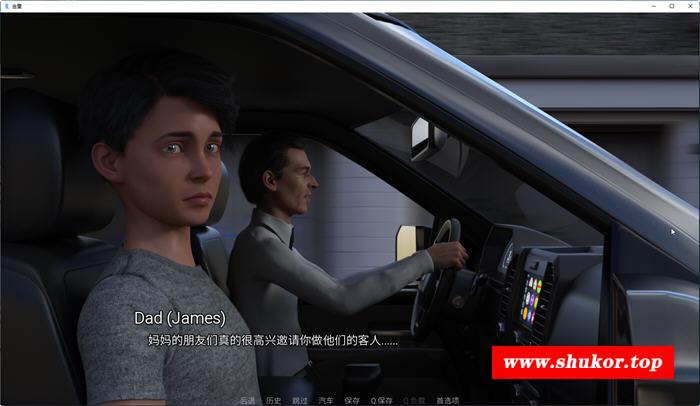 金屋
Dad (James)
妈妈的朋友们真的很高兴邀请你做他们的客人......
www.shukor.top
后退 历史 跳过 汽车 保存 Q保存 Q负载 首选项